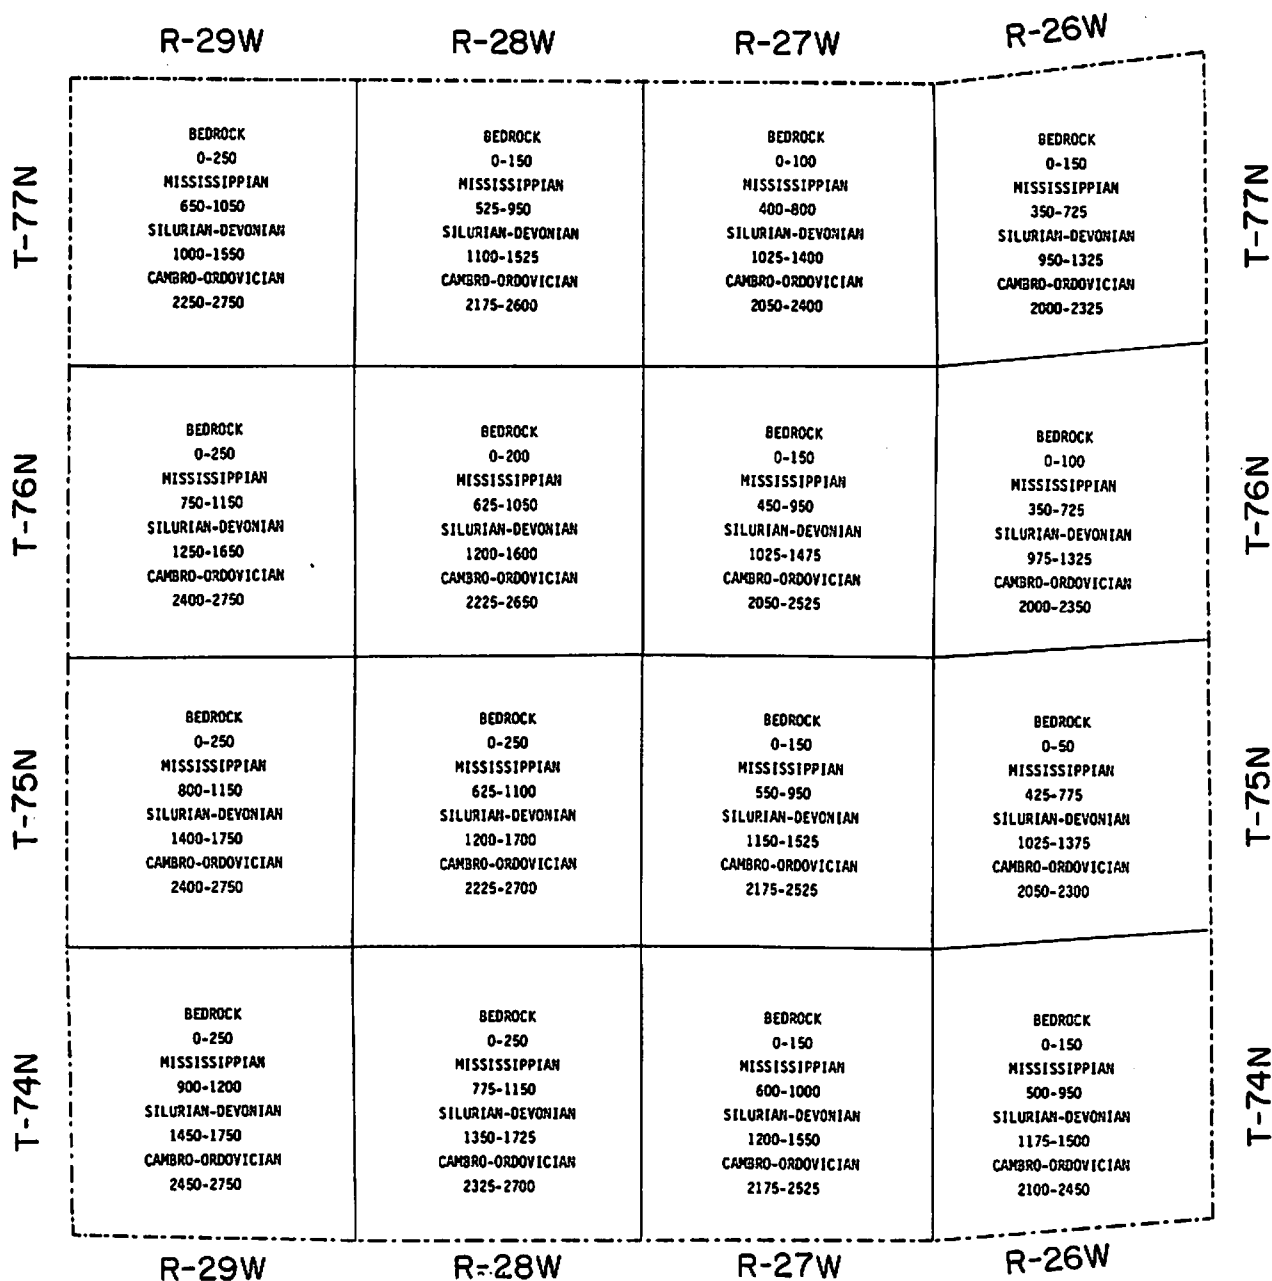 R-29W
R-28W
R-27W
R-26W
T-77N
BEDROCK
0-250
MISSISSIPPIAN
650-1050
SILURIAN-DEVONIAN
1000-1550
CAMBRO-ORDOVICIAN
2250-2750
BEDROCK
0-150
MISSISSIPPIAN
525-950
SILURIAN-DEVONIAN
1100-1525
CAMBRO-ORDOVICIAN
2175-2600
BEDROCK
0-100
MISSISSIPPIAN
400-800
SILURIAN-DEVONIAN
1025-1400
CAMBRO-ORDOVICIAN
2050-2400
BEDROCK
0-150
MISSISSIPPIAN
350-725
SILURIAN-DEVONIAN
950-1325
CAMBRO-ORDOVICIAN
2000-2325
T-77N
T-76N
BEDROCK
0-250
MISSISSIPPIAN
750-1150
SILURIAN-DEVONIAN
1250-1650
CAMBRO-ORDOVICIAN
2400-2750
BEDROCK
0-200
MISSISSIPPIAN
625-1050
SILURIAN-DEVONIAN
1200-1600
CAMBRO-ORDOVICIAN
2225-2650
BEDROCK
0-150
MISSISSIPPIAN
450-950
SILURIAN-DEVONIAN
1025-1475
CAMBRO-ORDOVICIAN
2050-2525
BEDROCK
0-100
MISSISSIPPIAN
350-725
SILURIAN-DEVONIAN
975-1325
CAMBRO-ORDOVICIAN
2000-2350
T-76N
T-75N
BEDROCK
0-250
MISSISSIPPIAN
800-1150
SILURIAN-DEVONIAN
1400-1750
CAMBRO-ORDOVICIAN
2400-2750
BEDROCK
0-250
MISSISSIPPIAN
625-1100
SILURIAN-DEVONIAN
1200-1700
CAMBRO-ORDOVICIAN
2225-2700
BEDROCK
0-150
MISSISSIPPIAN
550-950
SILURIAN-DEVONIAN
1150-1525
CAMBRO-ORDOVICIAN
2175-2525
BEDROCK
0-50
MISSISSIPPIAN
425-775
SILURIAN-DEVONIAN
1025-1375
CAMBRO-ORDOVICIAN
2050-2300
T-75N
T-74N
BEDROCK
0-250
MISSISSIPPIAN
900-1200
SILURIAN-DEVONIAN
1450-1750
CAMBRO-ORDOVICIAN
2450-2750
BEDROCK
0-250
MISSISSIPPIAN
775-1150
SILURIAN-DEVONIAN
1350-1725
CAMBRO-ORDOVICIAN
2325-2700
BEDROCK
0-150
MISSISSIPPIAN
600-1000
SILURIAN-DEVONIAN
1200-1550
CAMBRO-ORDOVICIAN
2175-2525
BEDROCK
0-150
MISSISSIPPIAN
500-950
SILURIAN-DEVONIAN
1175-1500
CAMBRO-ORDOVICIAN
2100-2450
T-74N
R-29W
R-28W
R-27W
R-26W